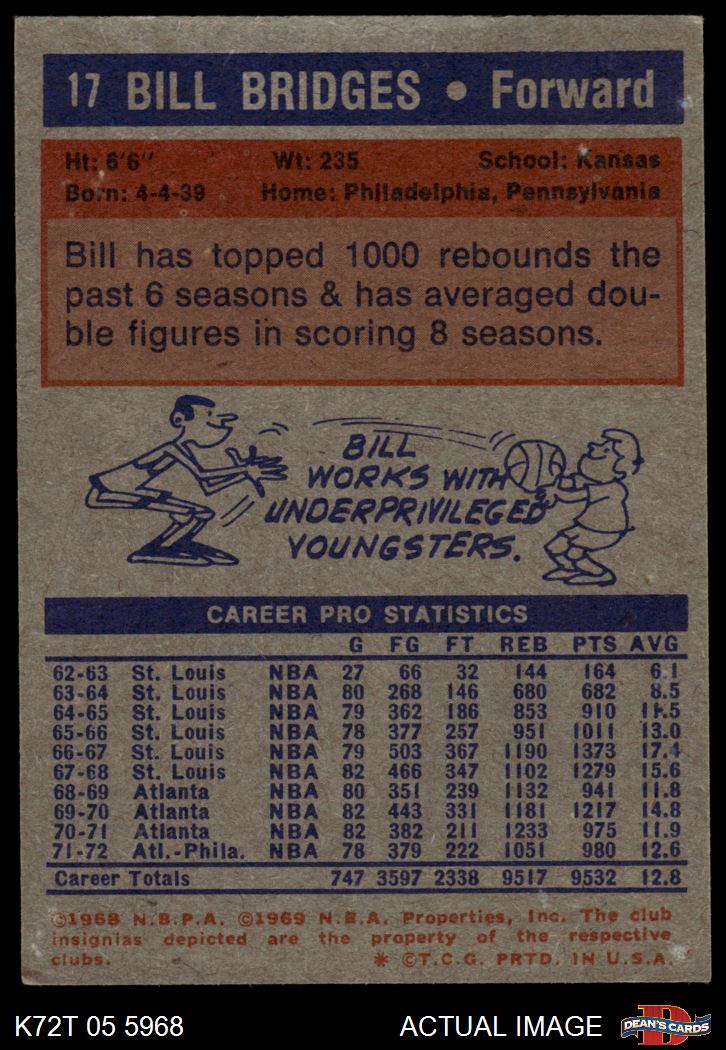 17 BILL BRIDGES • Forward
Ht: 6'6" Wt: 235 School: Kansas
Born: 4-4-39 Home: Philadelphia, Pennsylvania
Bill has topped 1000 rebounds the
past 6 seasons & has averaged dou-
ble figures in scoring 8 seasons.
BILL
WORKS WITH
UNDERPRIVILEGED
YOUNGSTERS.
CAREER PRO STATISTICS
G FG FT REB PTS AVG
62-63 St. Louis NBA 27 66 32 144 164 6.1
63-64 St. Louis NBA 80 268 146 680 682 8.5
64-65 St. Louis NBA 79 362 186 853 910 11.5
65-66 St. Louis NBA 78 377 257 951 1011 13.0
66-67 St. Louis NBA 79 503 367 1190 1373 17.4
67-68 St. Louis NBA 82 466 347 1102 1279 15.6
68-69 Atlanta NBA 80 351 239 1132 941 11.8
69-70 Atlanta NBA 82 443 331 1181 1217 14.8
70-71 Atlanta NBA 82 382 211 1233 975 11.9
71-72 Atl.-Phila. NBA 78 379 222 1051 980 12.6
Career Totals 747 3597 2338 9517 9532 12.8
©1968 N.B.P.A. ©1969 N.B.A. Properties, Inc. The club
insignias depicted are the property of the respective
clubs. * ©T.C.G. PRTD. IN U.S.A.
K72T 05 5968 ACTUAL IMAGE D DEAN'S CARDS